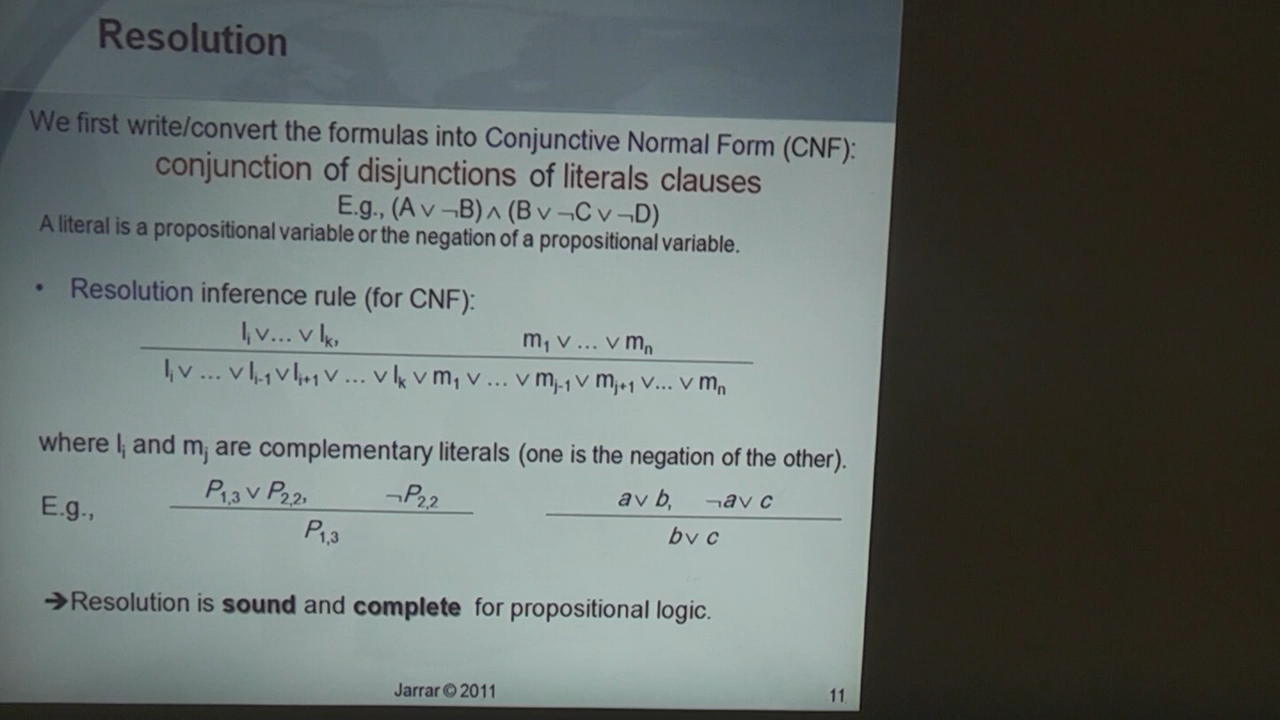 Resolution
We first write/convert the formulas into Conjunctive Normal Form (CNF):
conjunction of disjunctions of literals clauses
E.g., (A ∨ ¬B) ∧ (B ∨ ¬C ∨ ¬D)
A literal is a propositional variable or the negation of a propositional variable.
• Resolution inference rule (for CNF):
lᵢ ∨... ∨ lₖ, m₁ ∨ ... ∨ mₙ
lᵢ ∨ ... ∨ lᵢ₋₁ ∨ lᵢ₊₁ ∨ ... ∨ lₖ ∨ m₁ ∨ ... ∨ mⱼ₋₁ ∨ mⱼ₊₁ ∨... ∨ mₙ
where lᵢ and mⱼ are complementary literals (one is the negation of the other).
E.g., P₁,₃ ∨ P₂,₂, ¬P₂,₂ a∨ b, ¬a∨ c
P₁,₃ b∨ c
➔Resolution is sound and complete for propositional logic.
Jarrar © 2011 11